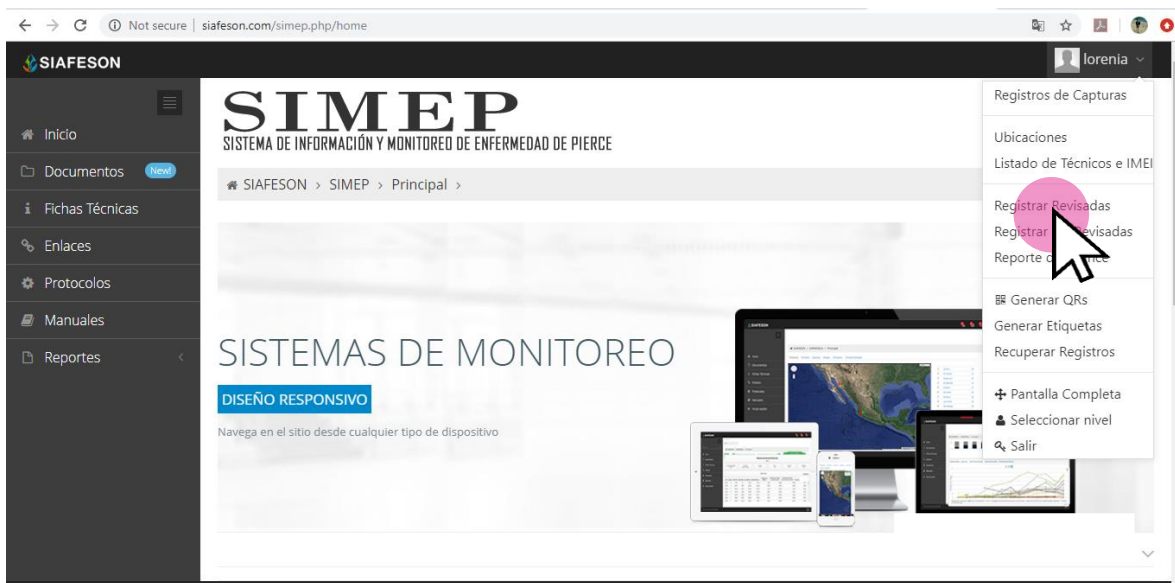 Not secure | siafeson.com/simep.php/home
SIAFESON
lorenia
Inicio
Documentos New!
Fichas Técnicas
Enlaces
Protocolos
Manuales
Reportes
SIMEP
SISTEMA DE INFORMACIÓN Y MONITOREO DE ENFERMEDAD DE PIERCE
SIAFESON > SIMEP > Principal >
SISTEMAS DE MONITOREO
DISEÑO RESPONSIVO
Navega en el sitio desde cualquier tipo de dispositivo
Registros de Capturas
Ubicaciones
Listado de Técnicos e IMEI
Registrar Revisadas
Registrar Revisadas
Reporte
Generar QRs
Generar Etiquetas
Recuperar Registros
Pantalla Completa
Seleccionar nivel
Salir